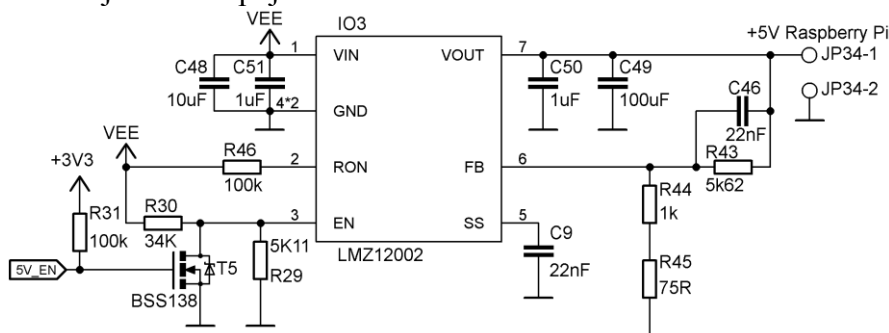 VEE
IO3
1
VIN
VOUT
7
+5V Raspberry Pi
JP34-1
JP34-2
C48
10uF
C51
1uF
4*2
GND
C50
1uF
C49
100uF
C46
22nF
VEE
+3V3
R46
100k
2
RON
FB
6
R43
5k62
R44
1k
R31
100k
R30
34K
3
EN
SS
5
C9
22nF
5K11
R29
LMZ12002
R45
75R
5V_EN
T5
BSS138